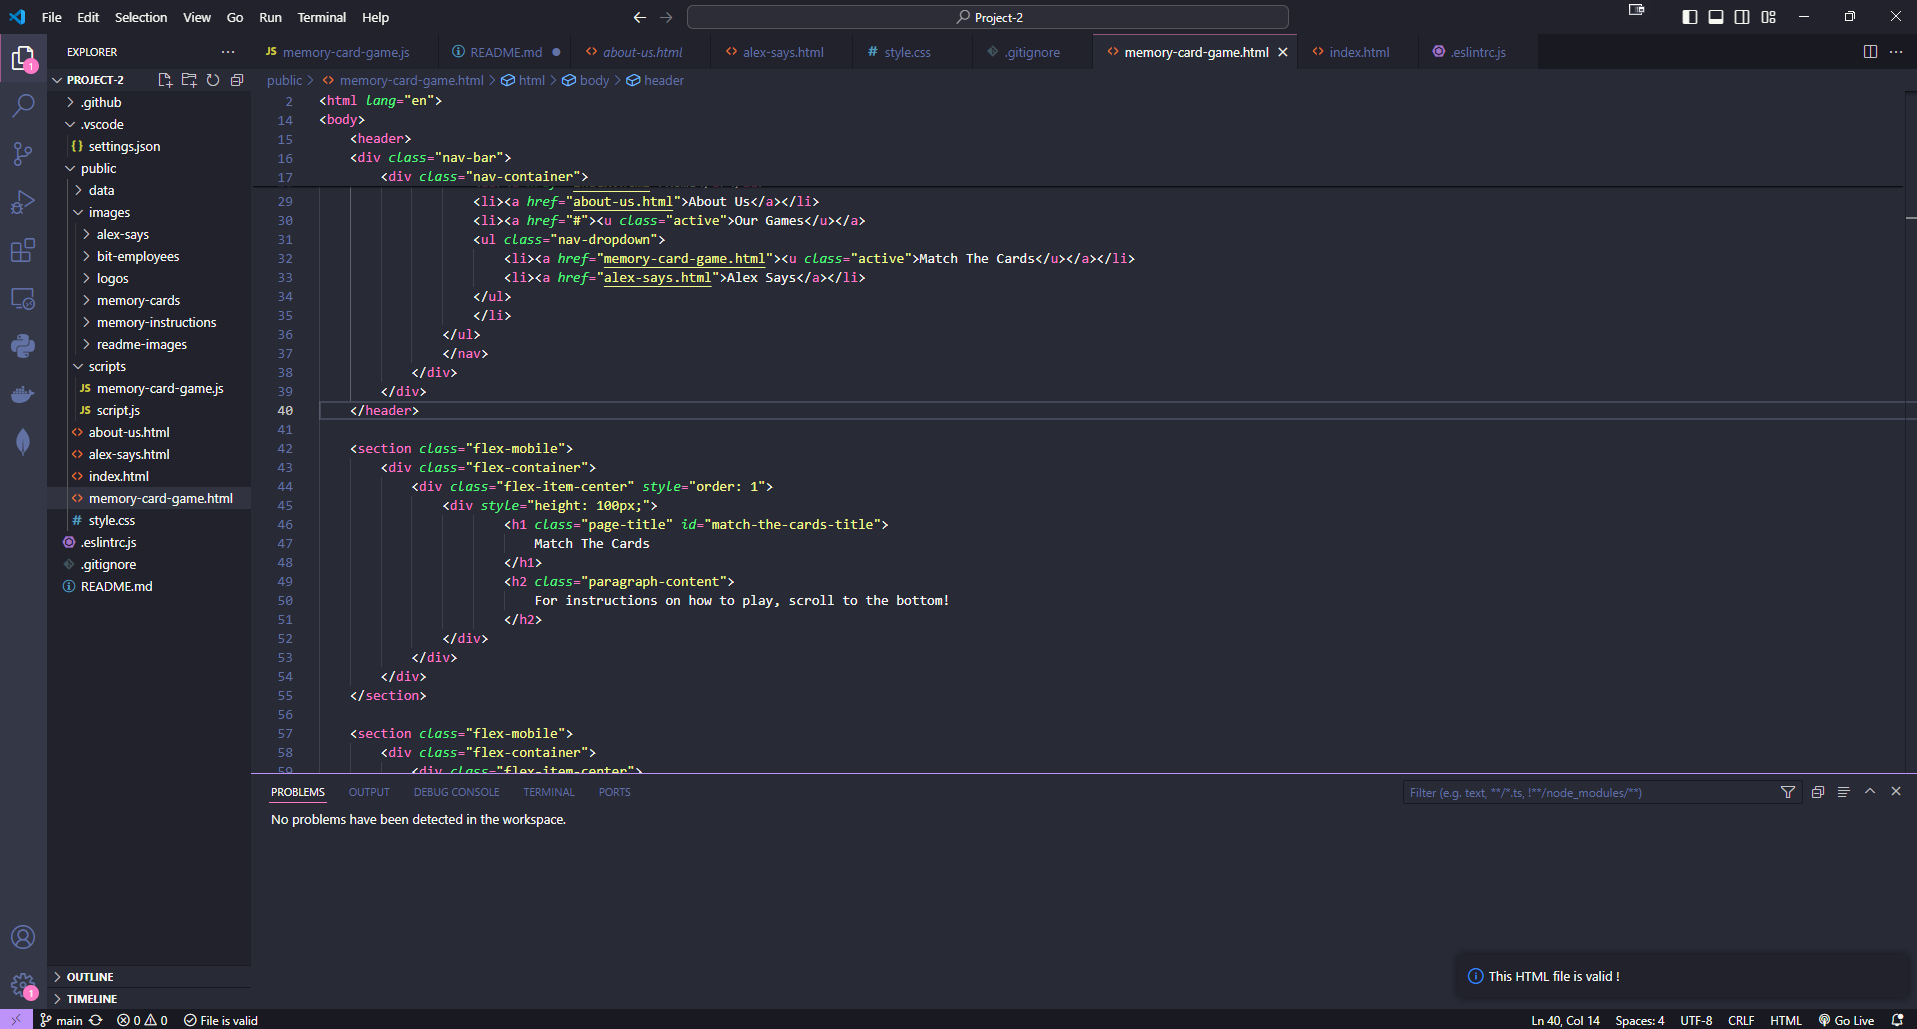 File Edit Selection View Go Run Terminal Help
Project-2
EXPLORER
PROJECT-2
.github
.vscode
{} settings.json
public
data
images
alex-says
bit-employees
logos
memory-cards
memory-instructions
readme-images
scripts
JS memory-card-game.js
JS script.js
<> about-us.html
<> alex-says.html
<> index.html
<> memory-card-game.html
# style.css
.eslintrc.js
.gitignore
README.md
OUTLINE
TIMELINE
1
1
JS memory-card-game.js README.md <> about-us.html <> alex-says.html # style.css .gitignore <> memory-card-game.html <> index.html .eslintrc.js
public > <> memory-card-game.html > html > body > header
2 <html lang="en">
14 <body>
15 <header>
16 <div class="nav-bar">
17 <div class="nav-container">
29 <li><a href="about-us.html">About Us</a></li>
30 <li><a href="#"><u class="active">Our Games</u></a>
31 <ul class="nav-dropdown">
32 <li><a href="memory-card-game.html"><u class="active">Match The Cards</u></a></li>
33 <li><a href="alex-says.html">Alex Says</a></li>
34 </ul>
35 </li>
36 </ul>
37 </nav>
38 </div>
39 </div>
40 </header>
41
42 <section class="flex-mobile">
43 <div class="flex-container">
44 <div class="flex-item-center" style="order: 1">
45 <div style="height: 100px;">
46 <h1 class="page-title" id="match-the-cards-title">
47 Match The Cards
48 </h1>
49 <h2 class="paragraph-content">
50 For instructions on how to play, scroll to the bottom!
51 </h2>
52 </div>
53 </div>
54 </div>
55 </section>
56
57 <section class="flex-mobile">
58 <div class="flex-container">
59 <div class="flex-item-center">
PROBLEMS OUTPUT DEBUG CONSOLE TERMINAL PORTS
Filter (e.g. text, **/*.ts, !**/node_modules/**)
No problems have been detected in the workspace.
This HTML file is valid !
main 0 0 File is valid
Ln 40, Col 14 Spaces: 4 UTF-8 CRLF HTML Go Live